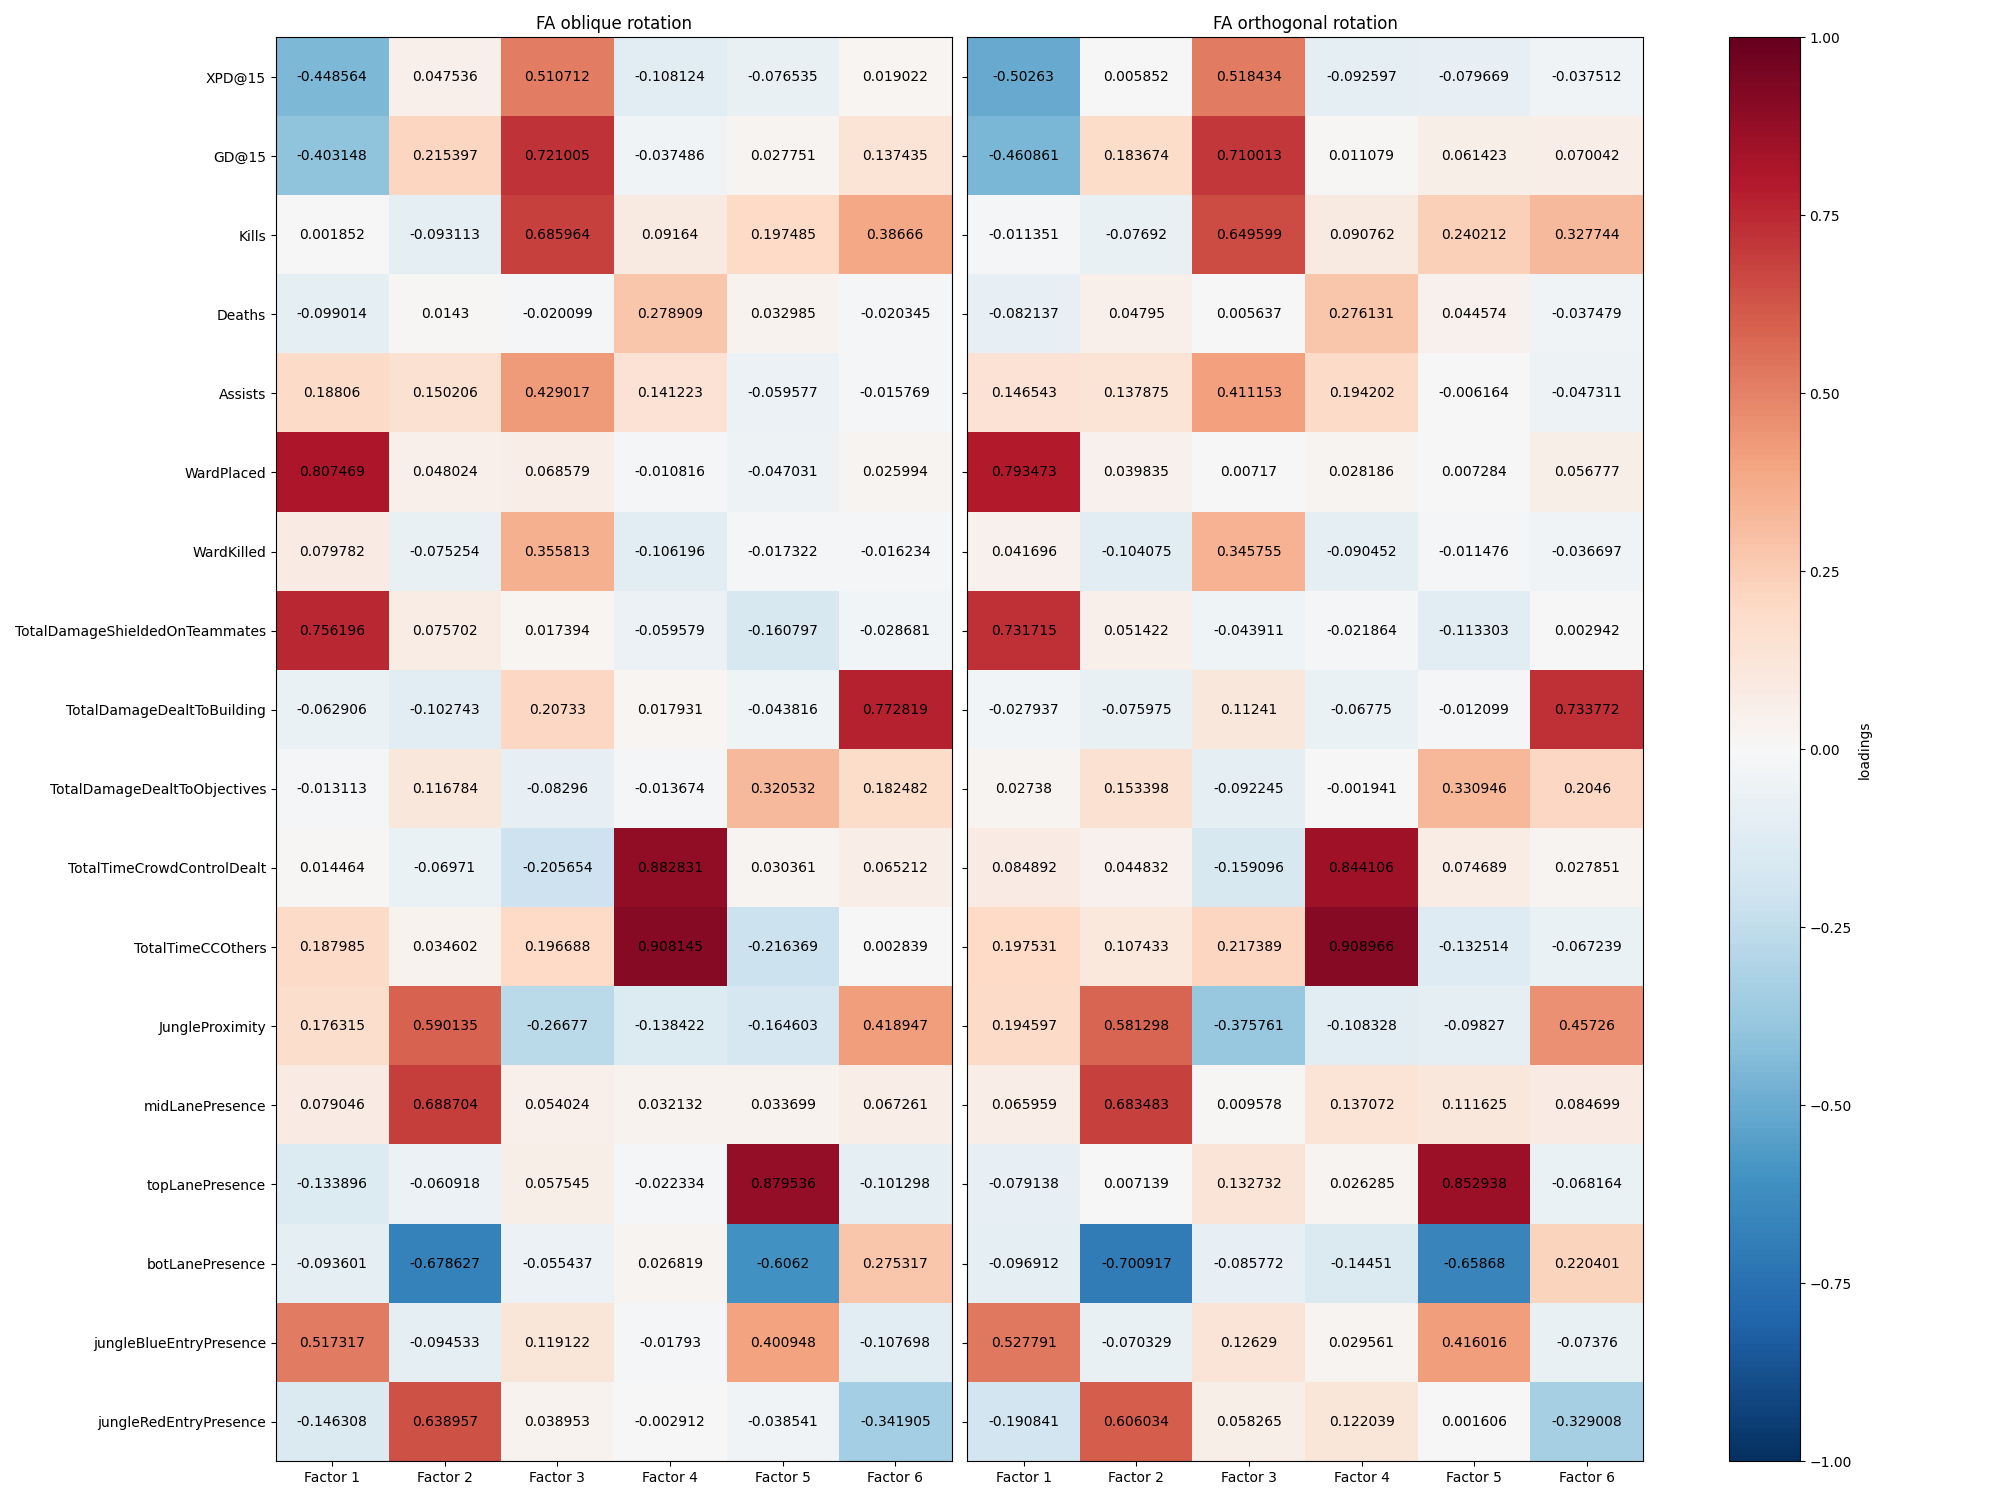 FA oblique rotation FA orthogonal rotation
XPD@15 -0.448564 0.047536 0.510712 -0.108124 -0.076535 0.019022 -0.50263 0.005852 0.518434 -0.092597 -0.079669 -0.037512
GD@15 -0.403148 0.215397 0.721005 -0.037486 0.027751 0.137435 -0.460861 0.183674 0.710013 0.011079 0.061423 0.070042
Kills 0.001852 -0.093113 0.685964 0.09164 0.197485 0.38666 -0.011351 -0.07692 0.649599 0.090762 0.240212 0.327744
Deaths -0.099014 0.0143 -0.020099 0.278909 0.032985 -0.020345 -0.082137 0.04795 0.005637 0.276131 0.044574 -0.037479
Assists 0.18806 0.150206 0.429017 0.141223 -0.059577 -0.015769 0.146543 0.137875 0.411153 0.194202 -0.006164 -0.047311
WardPlaced 0.807469 0.048024 0.068579 -0.010816 -0.047031 0.025994 0.793473 0.039835 0.00717 0.028186 0.007284 0.056777
WardKilled 0.079782 -0.075254 0.355813 -0.106196 -0.017322 -0.016234 0.041696 -0.104075 0.345755 -0.090452 -0.011476 -0.036697
TotalDamageShieldedOnTeammates 0.756196 0.075702 0.017394 -0.059579 -0.160797 -0.028681 0.731715 0.051422 -0.043911 -0.021864 -0.113303 0.002942
TotalDamageDealtToBuilding -0.062906 -0.102743 0.20733 0.017931 -0.043816 0.772819 -0.027937 -0.075975 0.11241 -0.06775 -0.012099 0.733772
TotalDamageDealtToObjectives -0.013113 0.116784 -0.08296 -0.013674 0.320532 0.182482 0.02738 0.153398 -0.092245 -0.001941 0.330946 0.2046
TotalTimeCrowdControlDealt 0.014464 -0.06971 -0.205654 0.882831 0.030361 0.065212 0.084892 0.044832 -0.159096 0.844106 0.074689 0.027851
TotalTimeCCOthers 0.187985 0.034602 0.196688 0.908145 -0.216369 0.002839 0.197531 0.107433 0.217389 0.908966 -0.132514 -0.067239
JungleProximity 0.176315 0.590135 -0.26677 -0.138422 -0.164603 0.418947 0.194597 0.581298 -0.375761 -0.108328 -0.09827 0.45726
midLanePresence 0.079046 0.688704 0.054024 0.032132 0.033699 0.067261 0.065959 0.683483 0.009578 0.137072 0.111625 0.084699
topLanePresence -0.133896 -0.060918 0.057545 -0.022334 0.879536 -0.101298 -0.079138 0.007139 0.132732 0.026285 0.852938 -0.068164
botLanePresence -0.093601 -0.678627 -0.055437 0.026819 -0.6062 0.275317 -0.096912 -0.700917 -0.085772 -0.14451 -0.65868 0.220401
jungleBlueEntryPresence 0.517317 -0.094533 0.119122 -0.01793 0.400948 -0.107698 0.527791 -0.070329 0.12629 0.029561 0.416016 -0.07376
jungleRedEntryPresence -0.146308 0.638957 0.038953 -0.002912 -0.038541 -0.341905 -0.190841 0.606034 0.058265 0.122039 0.001606 -0.329008
Factor 1 Factor 2 Factor 3 Factor 4 Factor 5 Factor 6 Factor 1 Factor 2 Factor 3 Factor 4 Factor 5 Factor 6
1.00
0.75
0.50
0.25
0.00
−0.25
−0.50
−0.75
−1.00
loadings